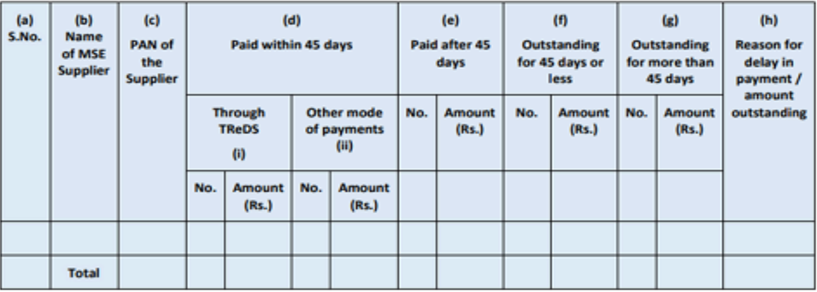 (a)
S.No.
(b)
Name
of MSE
Supplier
(c)
PAN of
the
Supplier
(d)
Paid within 45 days
(e)
Paid after 45
days
(f)
Outstanding
for 45 days or
less
(g)
Outstanding
for more than
45 days
(h)
Reason for
delay in
payment /
amount
outstanding
Through
TReDS
(i)
Other mode
of payments
(ii)
No.
Amount
(Rs.)
No.
Amount
(Rs.)
No.
Amount
(Rs.)
No.
Amount
(Rs.)
No.
Amount
(Rs.)
Total